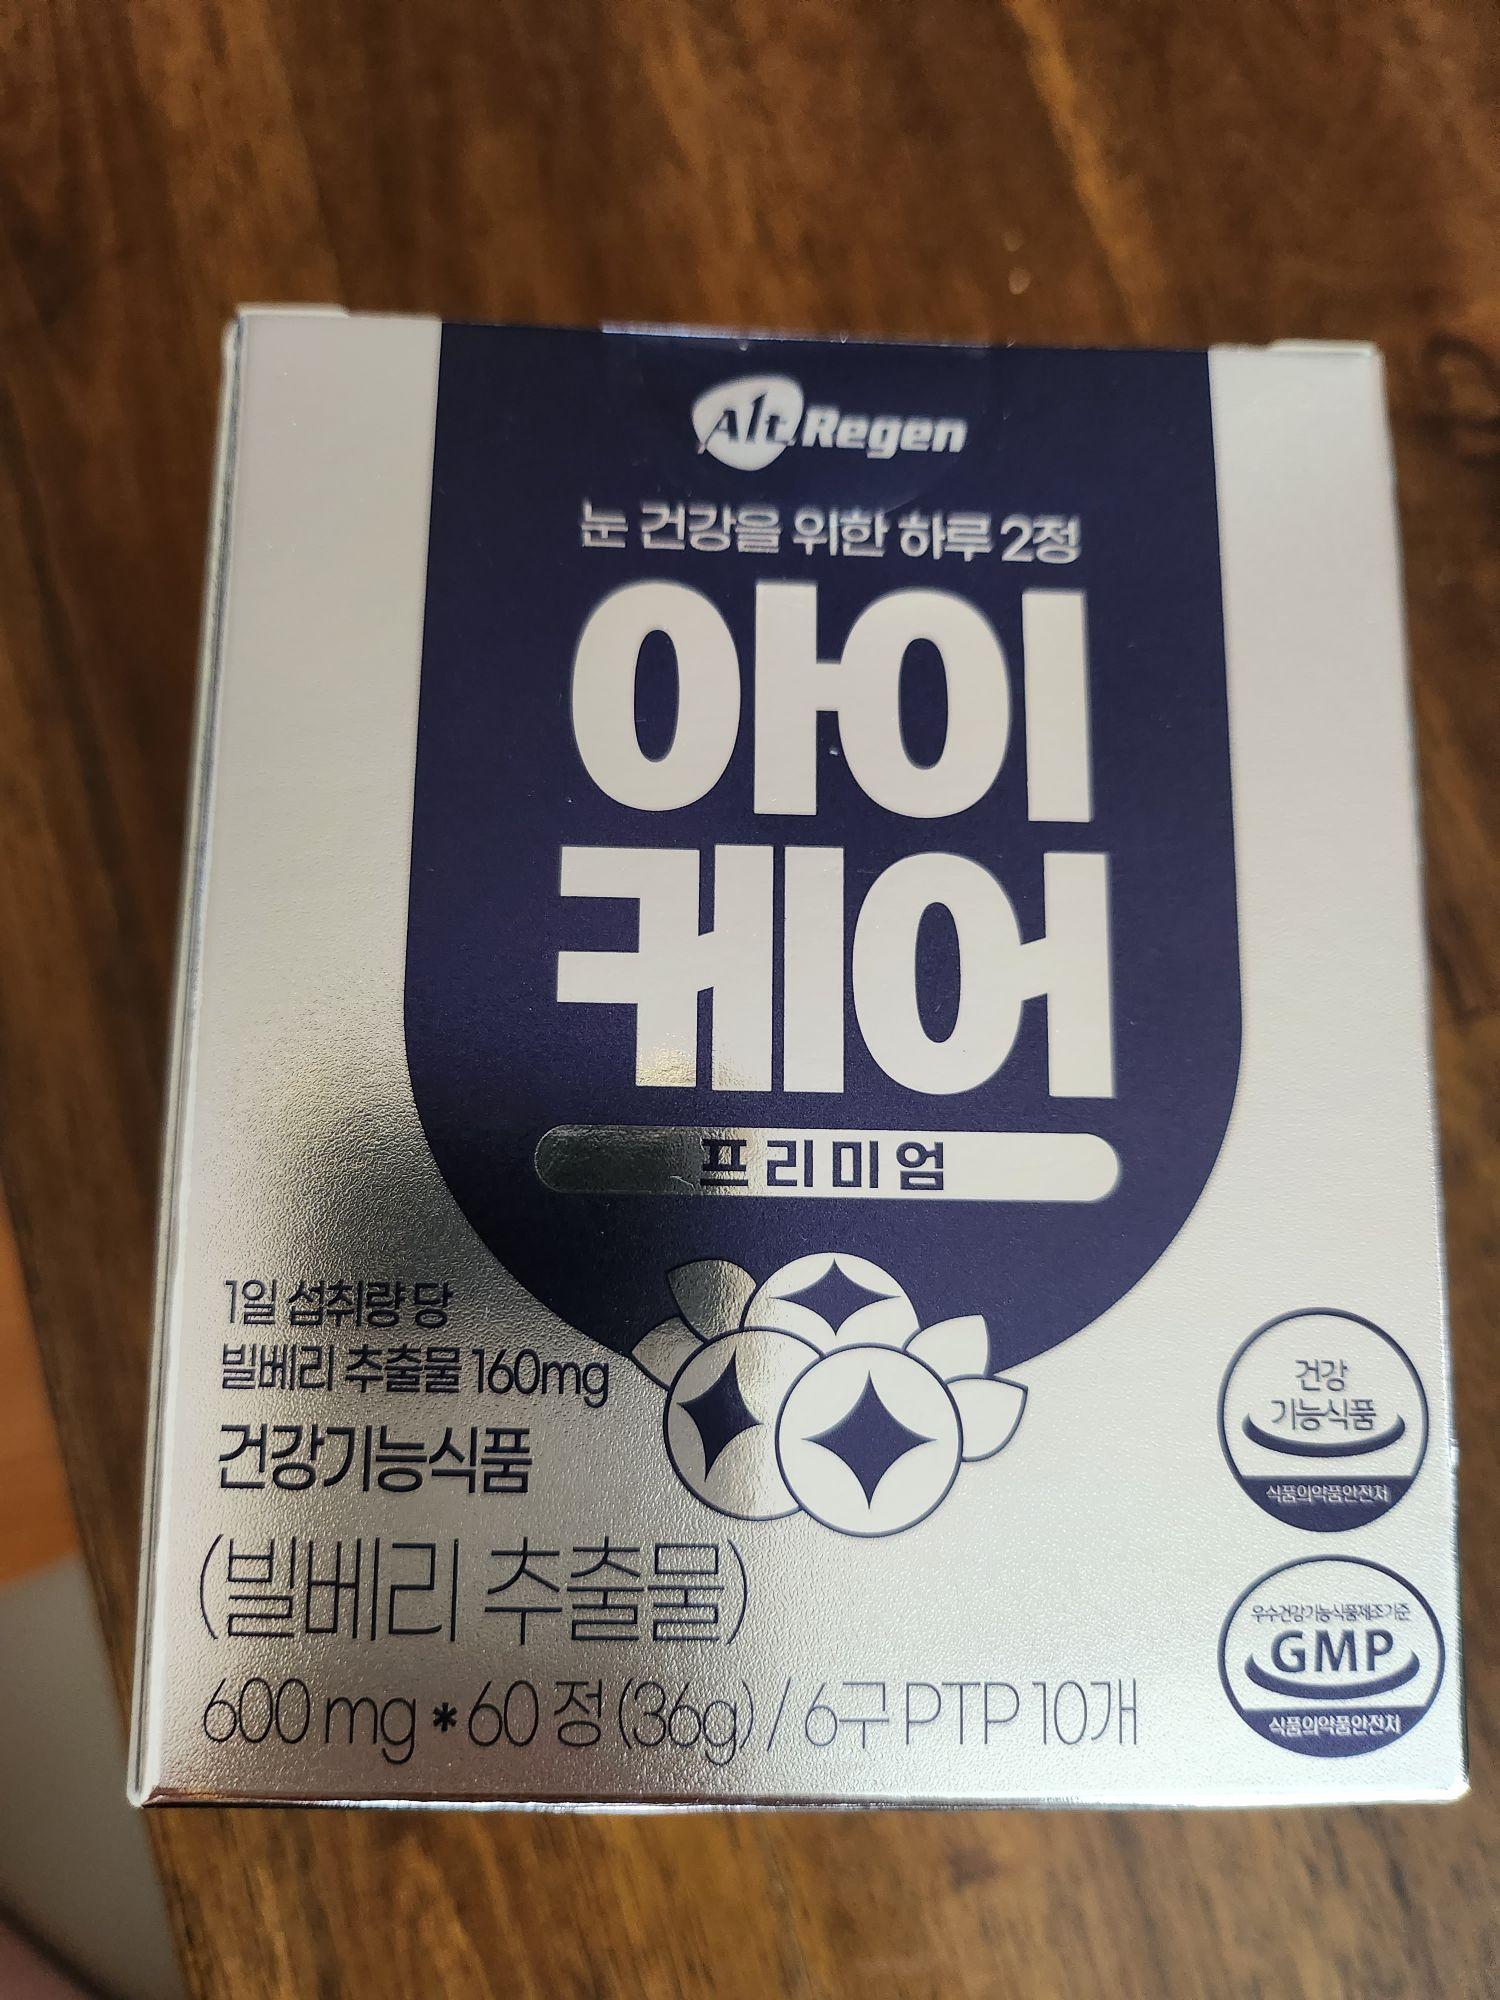 Alt Regen
눈 건강을 위한 하루 2정
아이
케어
프리미엄
1일 섭취량 당
빌베리 추출물 160mg
건강기능식품
(빌베리 추출물)
600 mg * 60 정 (36g) / 6구 PTP 10개
건강
기능식품
식품의약품안전처
우수건강기능식품제조기준
GMP
식품의약품안전처